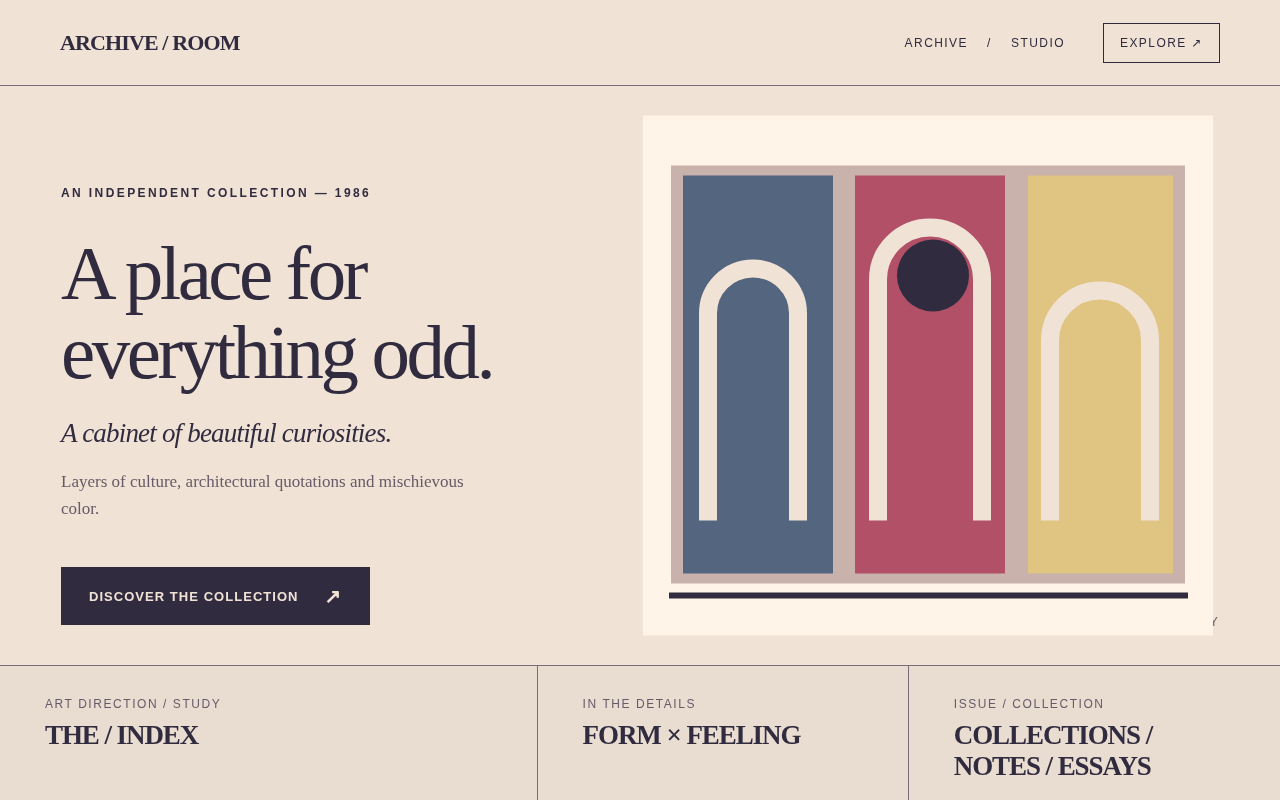 ARCHIVE / ROOM
ARCHIVE / STUDIO EXPLORE ↗
AN INDEPENDENT COLLECTION — 1986
A place for
everything odd.
A cabinet of beautiful curiosities.
Layers of culture, architectural quotations and mischievous
color.
DISCOVER THE COLLECTION ↗
ART DIRECTION / STUDY
THE / INDEX
IN THE DETAILS
FORM × FEELING
ISSUE / COLLECTION
COLLECTIONS /
NOTES / ESSAYS